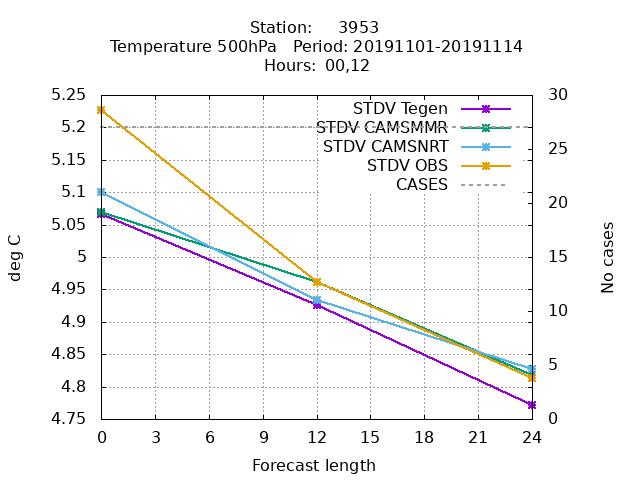 Station: 3953
Temperature 500hPa Period: 20191101-20191114
Hours: 00,12
5.25
5.2
5.15
5.1
5.05
5
4.95
4.9
4.85
4.8
4.75
deg C
STDV Tegen
STDV CAMSMMR
STDV CAMSNRT
STDV OBS
CASES
30
25
20
15
10
5
0
No cases
0 3 6 9 12 15 18 21 24
Forecast length